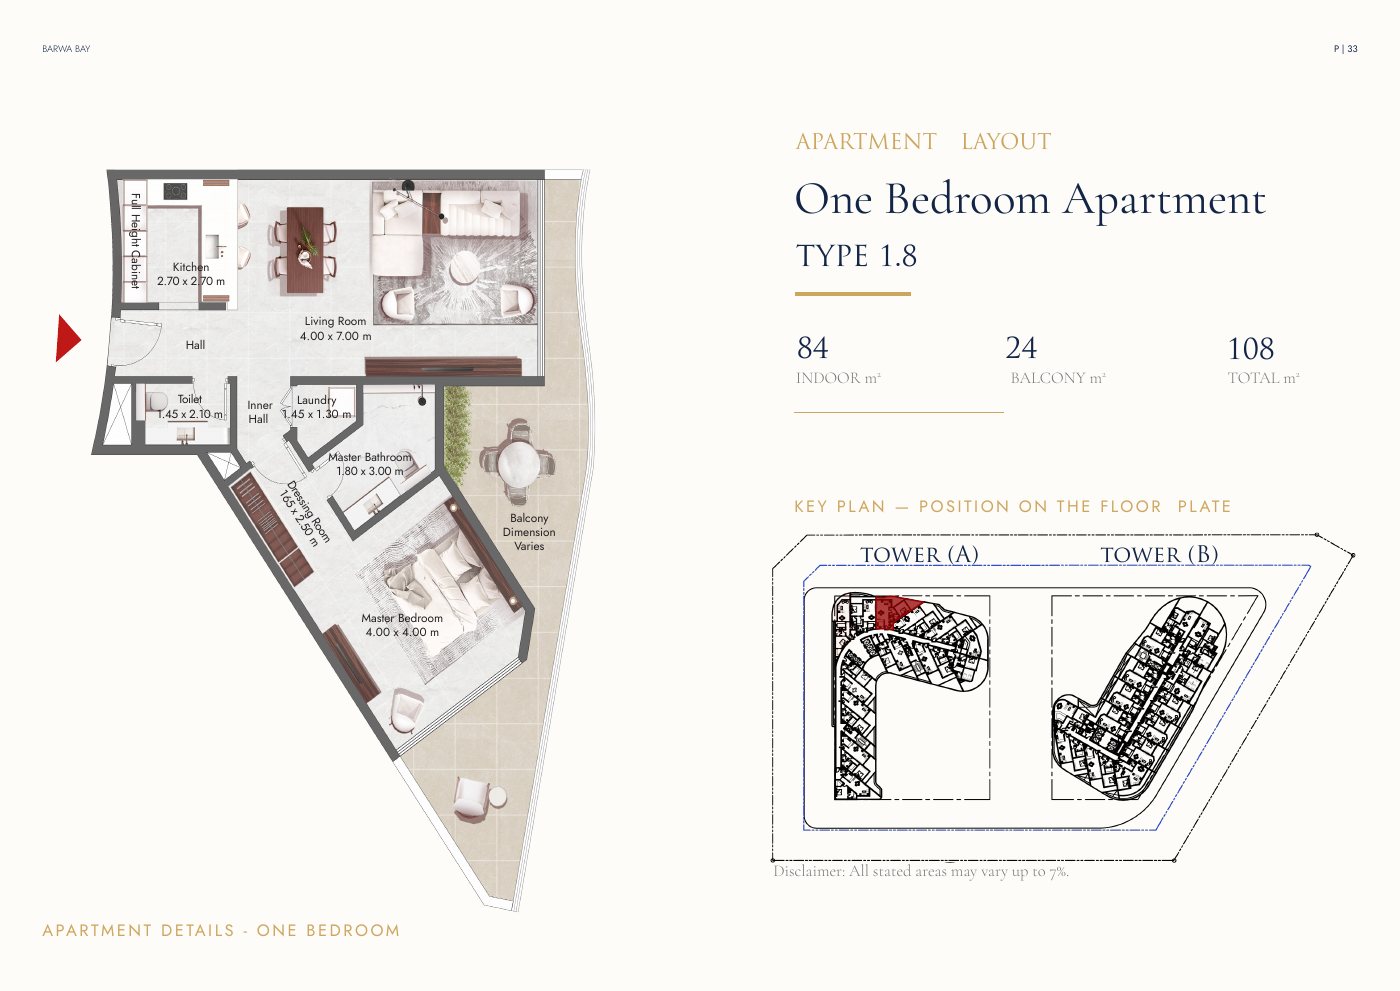 BARWA BAY
P | 33
APARTMENT LAYOUT
One Bedroom Apartment
TYPE 1.8
84
INDOOR m²
24
BALCONY m²
108
TOTAL m²
KEY PLAN — POSITION ON THE FLOOR PLATE
TOWER (A)
TOWER (B)
Disclaimer: All stated areas may vary up to 7%.
Full Height Cabinet
Kitchen
2.70 x 2.70 m
Living Room
4.00 x 7.00 m
Hall
Toilet
1.45 x 2.10 m
Inner
Hall
Laundry
1.45 x 1.30 m
Master Bathroom
1.80 x 3.00 m
Dressing Room
165 x 2.50 m
Balcony
Dimension
Varies
Master Bedroom
4.00 x 4.00 m
APARTMENT DETAILS - ONE BEDROOM